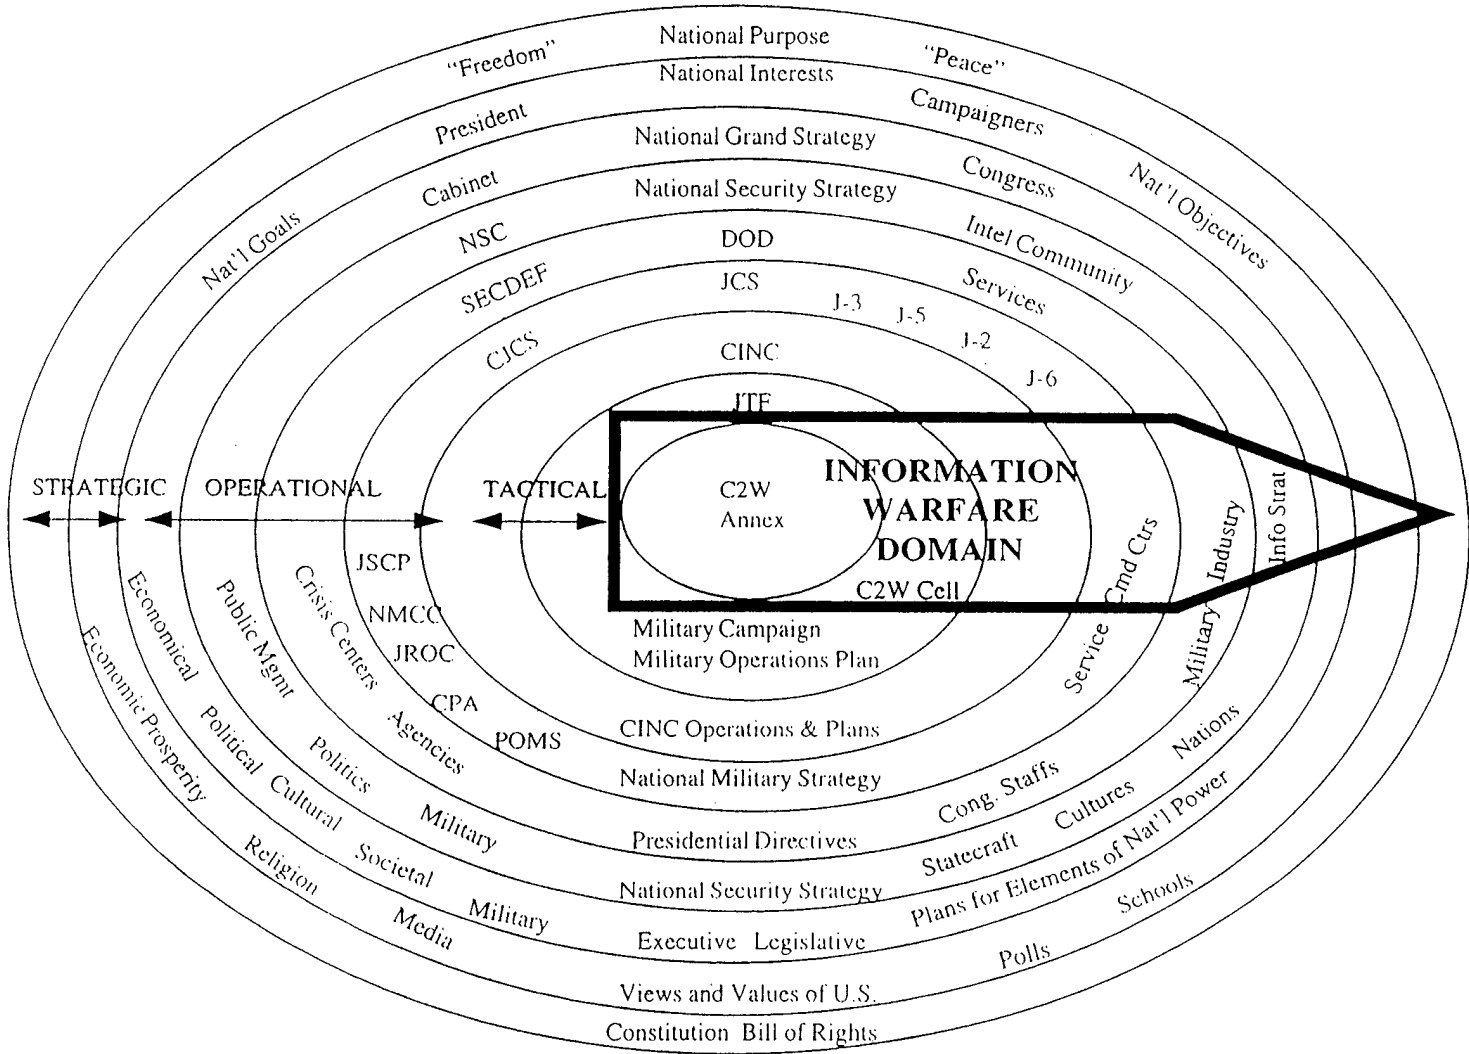 National Purpose
"Freedom"
"Peace"
National Interests
President
Campaigners
National Grand Strategy
Cabinet
Congress
Nat'l Objectives
National Security Strategy
Nat'l Goals
NSC
Intel Community
DOD
SECDEF
Services
JCS
J-3
J-5
J-2
J-6
CJCS
CINC
JTF
STRATEGIC
OPERATIONAL
TACTICAL
C2W
Annex
INFORMATION
WARFARE
DOMAIN
C2W Cell
Service Cmd Ctrs
Military Industry
Info Strat
JSCP
NMCC
JROC
CPA
POMS
Military Campaign
Military Operations Plan
CINC Operations & Plans
National Military Strategy
Crisis Centers
Agencies
Public Mgmt
Politics
Military
Presidential Directives
Cong. Staffs
Economical
Political
Cultural
Societal
Military
National Security Strategy
Statecraft
Cultures
Nations
Executive Legislative
Plans for Elements of Nat'l Power
Economic Prosperity
Religion
Media
Views and Values of U.S.
Polls
Schools
Constitution Bill of Rights